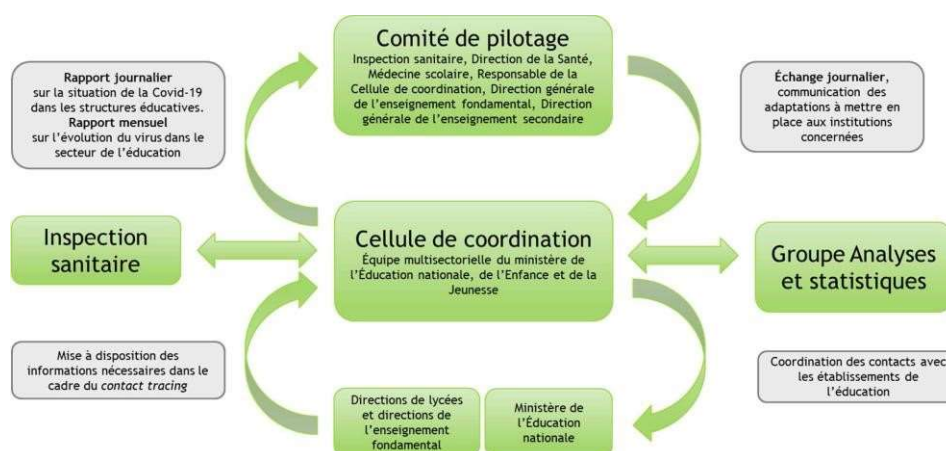 Comité de pilotage
Inspection sanitaire, Direction de la Santé,
Médecine scolaire, Responsable de la
Cellule de coordination, Direction générale
de l'enseignement fondamental, Direction
générale de l'enseignement secondaire
Rapport journalier
sur la situation de la Covid-19
dans les structures éducatives.
Rapport mensuel
sur l'évolution du virus dans le
secteur de l'éducation
Échange journalier,
communication des
adaptations à mettre en
place aux institutions
concernées
Inspection
sanitaire
Cellule de coordination
Équipe multisectorielle du ministère de
l'Éducation nationale, de l'Enfance et de la
Jeunesse
Groupe Analyses
et statistiques
Mise à disposition des
informations nécessaires dans le
cadre du contact tracing
Coordination des contacts avec
les établissements de
l'éducation
Directions de lycées
et directions de
l'enseignement
fondamental
Ministère de
l'Éducation
nationale